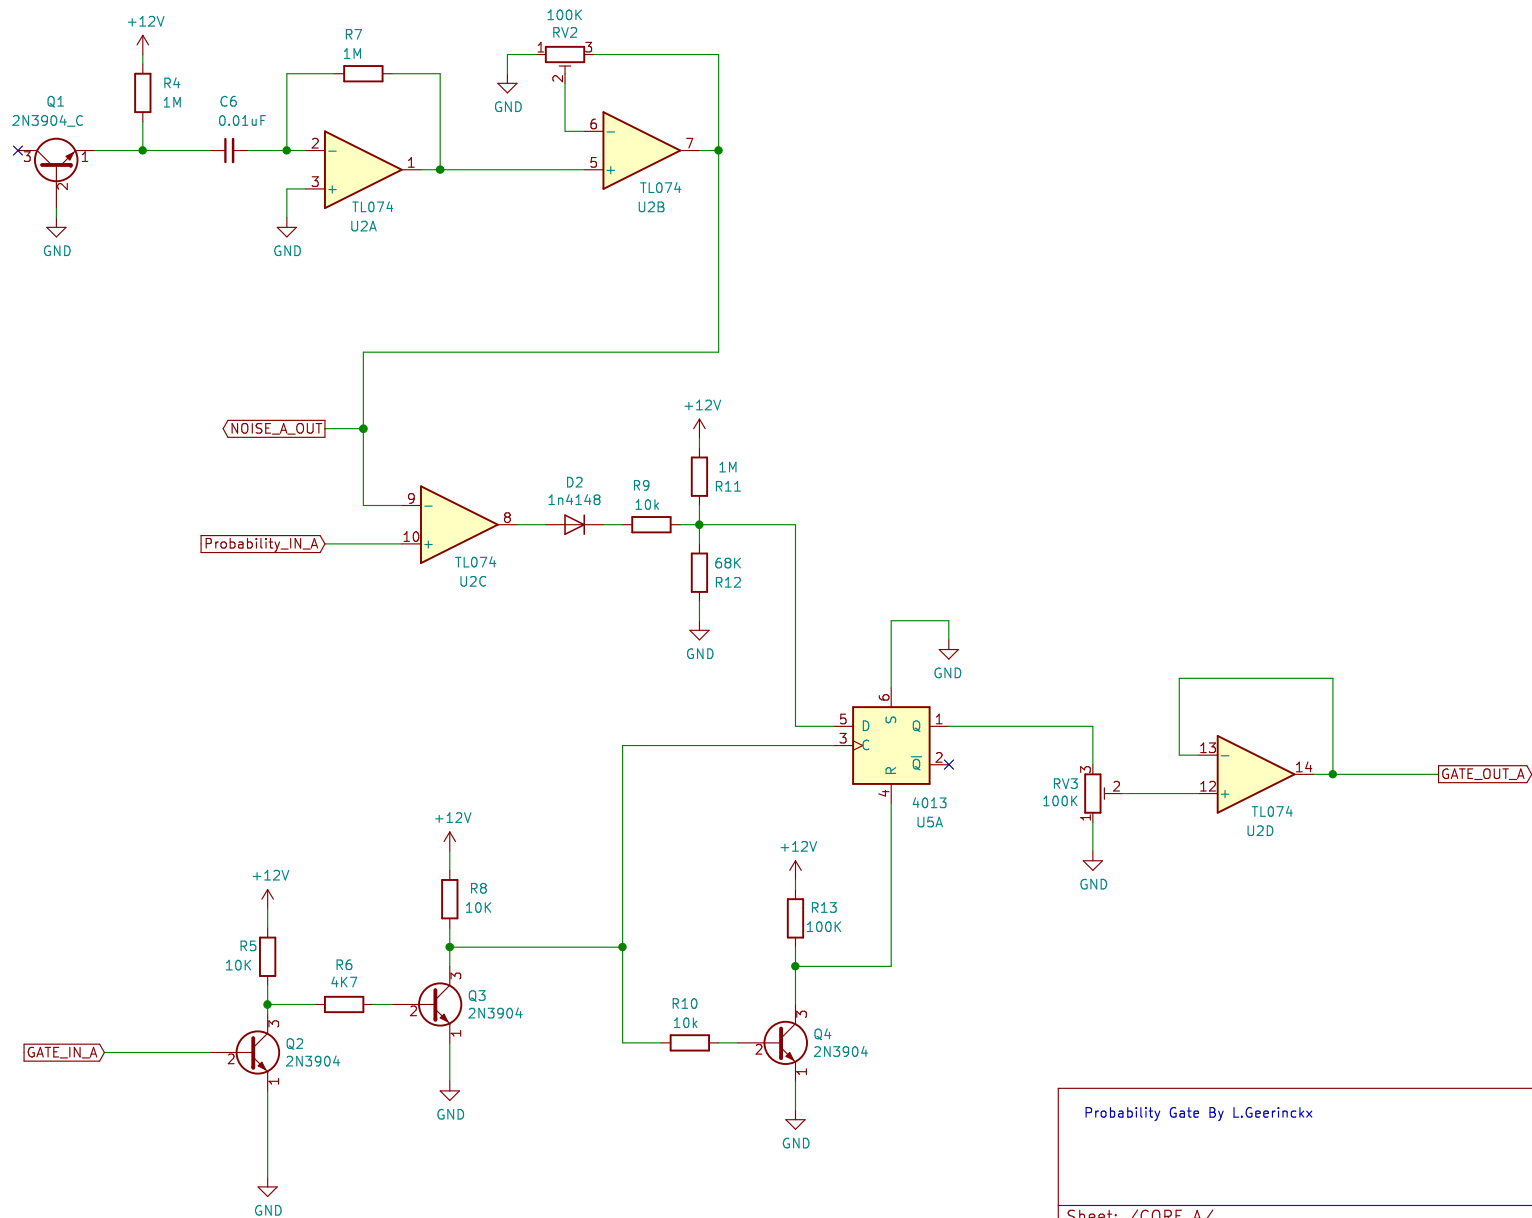 +12V
R4
1M
Q1
2N3904_C
3
1
2
GND
C6
0.01uF
R7
1M
2
−
3
+
1
TL074
U2A
GND
100K
RV2
1
3
2
GND
6
−
5
+
7
TL074
U2B
NOISE_A_OUT
Probability_IN_A
9
−
10
+
8
TL074
U2C
D2
1n4148
R9
10k
+12V
1M
R11
68K
R12
GND
GND
6
S
5
D
Q
1
3
C
Q
2
R
4
4013
U5A
RV3
100K
3
2
1
GND
13
−
12
+
14
TL074
U2D
GATE_OUT_A
+12V
R5
10K
R6
4K7
GATE_IN_A
2
3
1
Q2
2N3904
GND
+12V
R8
10K
2
3
1
Q3
2N3904
GND
+12V
R13
100K
R10
10k
2
3
1
Q4
2N3904
GND
Probability Gate By L.Geerinckx
Sheet: /CORE A/